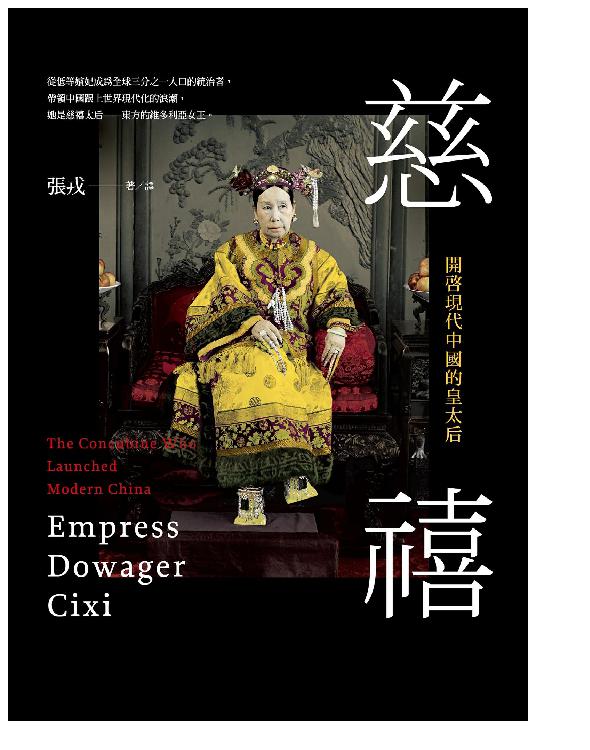 從低等嬪妃成為全球三分之一人口的統治者，
帶領中國跟上世界現代化的浪潮，
她是慈禧太后——東方的維多利亞女王。
張戎——著／譯
慈禧
開啓現代中國的皇太后
The Concubine Who
Launched
Modern China
Empress
Dowager
Cixi